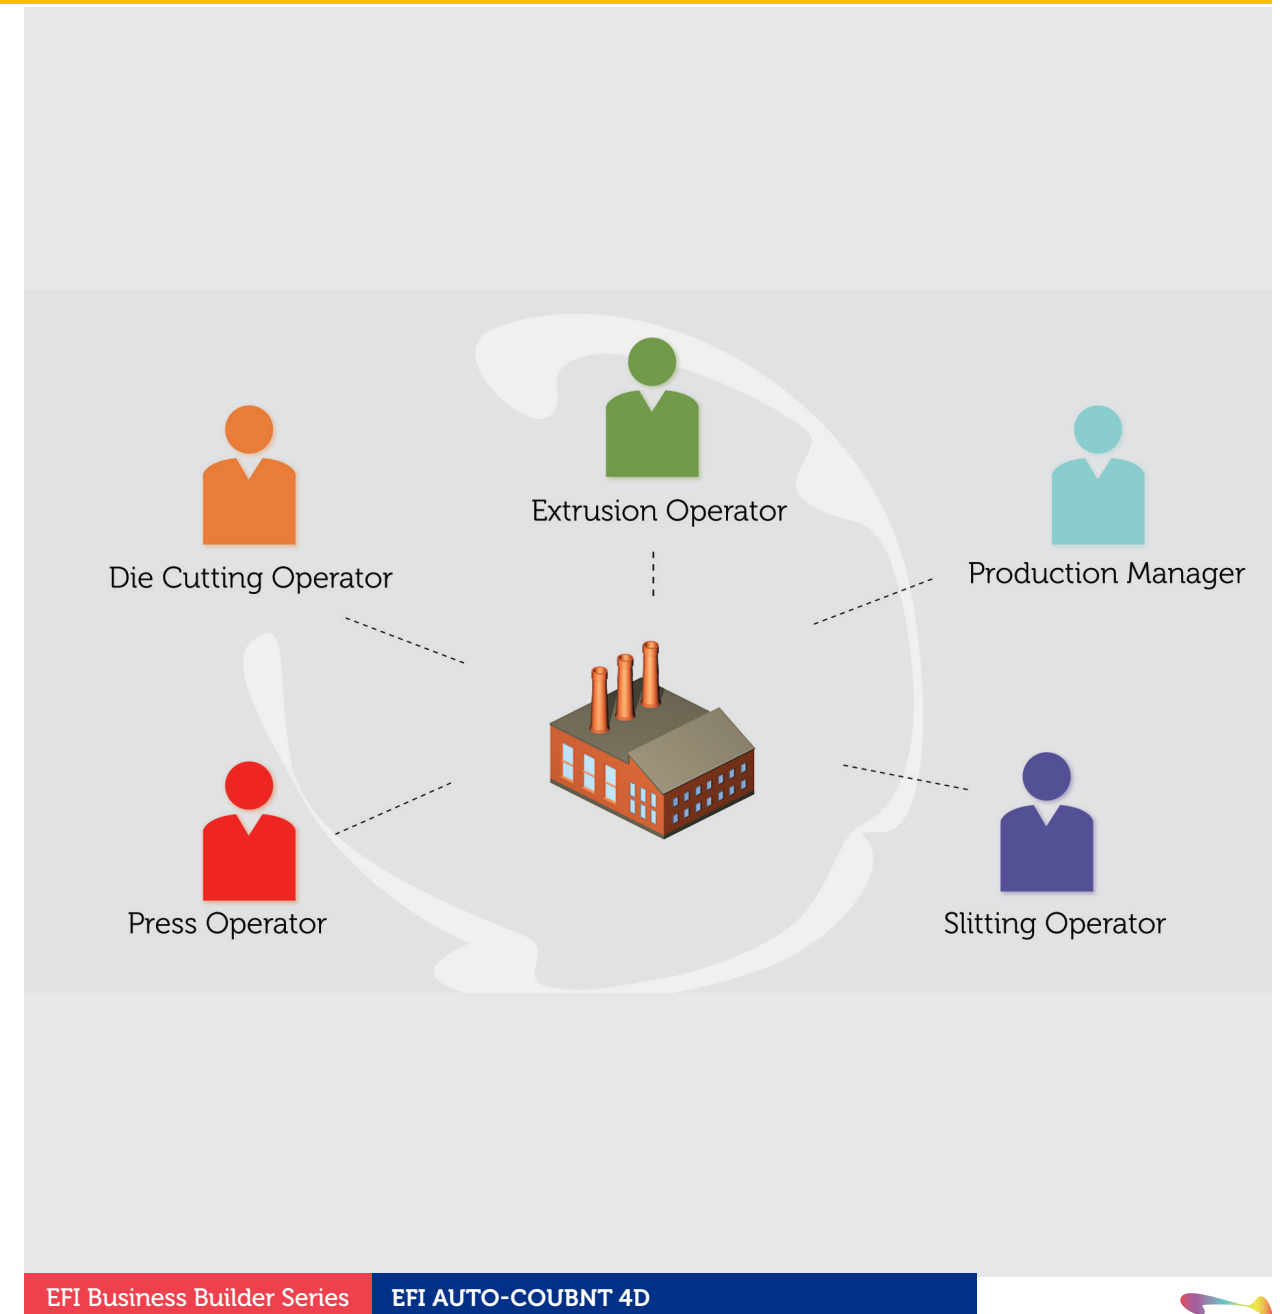 Extrusion Operator
Die Cutting Operator
Production Manager
Press Operator
Slitting Operator
EFI Business Builder Series
EFI AUTO-COUBNT 4D